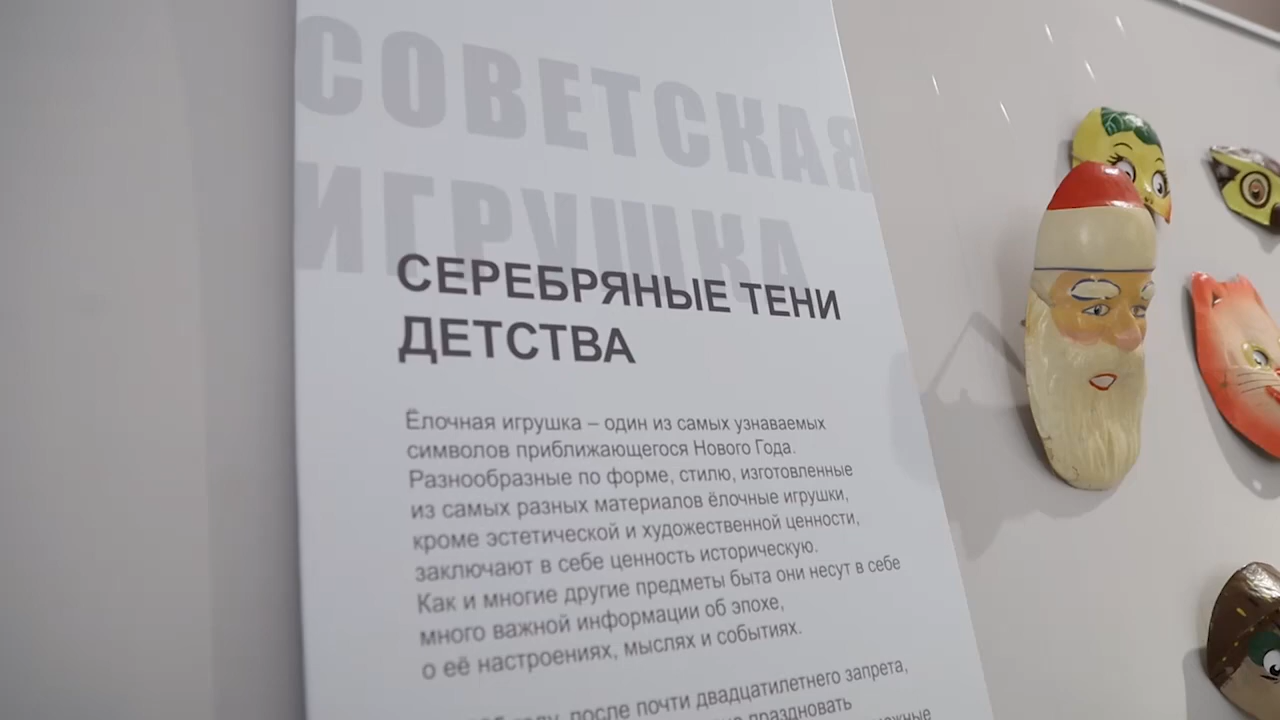 СОВЕТСКАЯ
ИГРУШКА
СЕРЕБРЯНЫЕ ТЕНИ
ДЕТСТВА
Ёлочная игрушка – один из самых узнаваемых
символов приближающегося Нового Года.
Разнообразные по форме, стилю, изготовленные
из самых разных материалов ёлочные игрушки,
кроме эстетической и художественной ценности,
заключают в себе ценность историческую.
Как и многие другие предметы быта они несут в себе
много важной информации об эпохе,
о её настроениях, мыслях и событиях.
году, после почти двадцатилетнего запрета,
праздновать